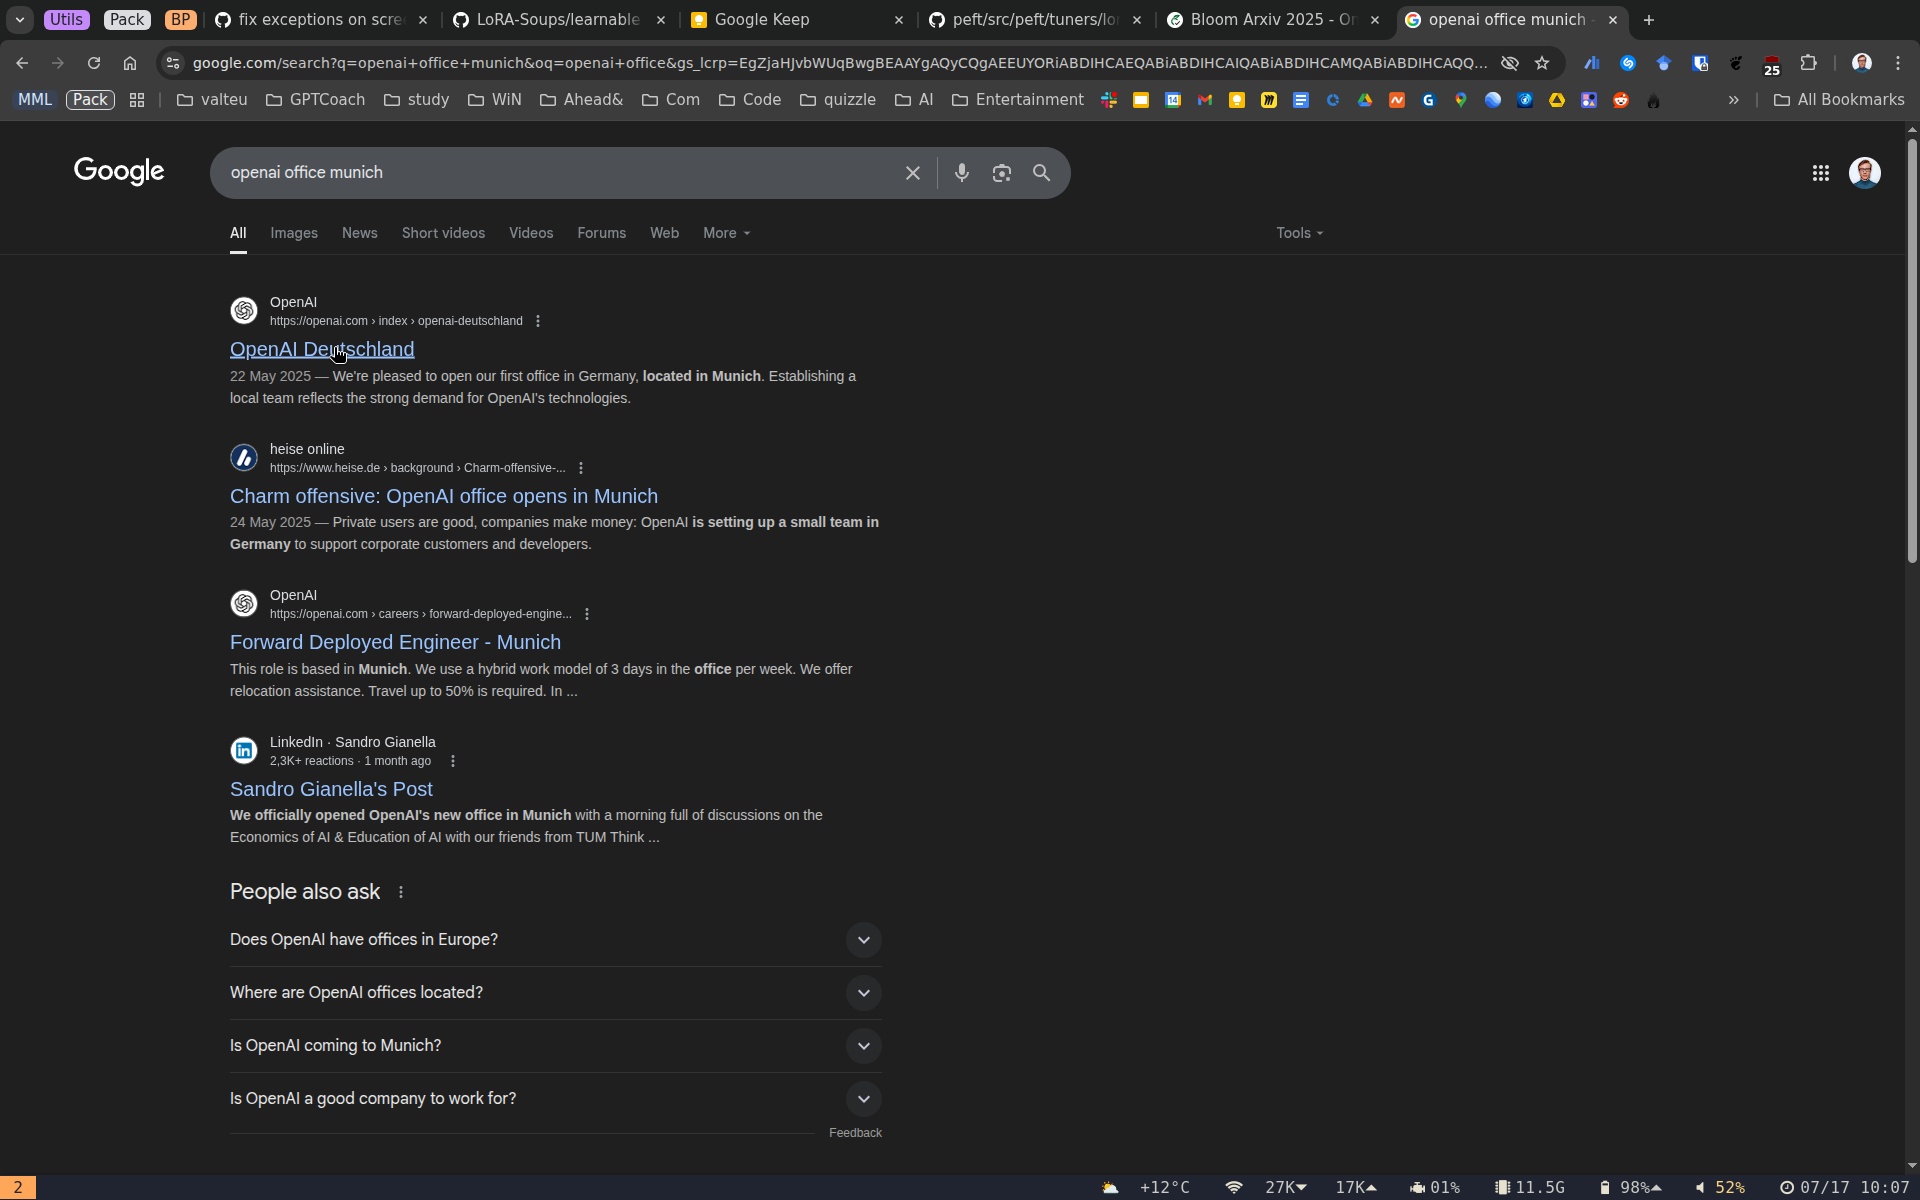 Utils
Pack
BP
fix exceptions on scre
LoRA-Soups/learnable
Google Keep
peft/src/peft/tuners/lo
Bloom Arxiv 2025 - O
openai office munich -
google.com/search?q=openai+office+munich&oq=openai+office&gs_lcrp=EgZjaHJvbWUqBwgBEAAYgAQyCQgAEEUYORiABDIHCAEQABiABDIHCAIQABiABDIHCAMQABiABDIHCAQQ...
25
MML
Pack
valteu
GPTCoach
study
WiN
Ahead&
Com
Code
quizzle
AI
Entertainment
14
All Bookmarks
Google
openai office munich
All
Images
News
Short videos
Videos
Forums
Web
More
Tools
OpenAI
https://openai.com › index › openai-deutschland
OpenAI Deutschland
22 May 2025 — We're pleased to open our first office in Germany, located in Munich. Establishing a
local team reflects the strong demand for OpenAI's technologies.
heise online
https://www.heise.de › background › Charm-offensive-...
Charm offensive: OpenAI office opens in Munich
24 May 2025 — Private users are good, companies make money: OpenAI is setting up a small team in
Germany to support corporate customers and developers.
OpenAI
https://openai.com › careers › forward-deployed-engine...
Forward Deployed Engineer - Munich
This role is based in Munich. We use a hybrid work model of 3 days in the office per week. We offer
relocation assistance. Travel up to 50% is required. In ...
LinkedIn · Sandro Gianella
2,3K+ reactions · 1 month ago
Sandro Gianella's Post
We officially opened OpenAI's new office in Munich with a morning full of discussions on the
Economics of AI & Education of AI with our friends from TUM Think ...
People also ask
Does OpenAI have offices in Europe?
Where are OpenAI offices located?
Is OpenAI coming to Munich?
Is OpenAI a good company to work for?
Feedback
2
+12°C
27K
17K
01%
11.5G
98%
52%
07/17 10:07